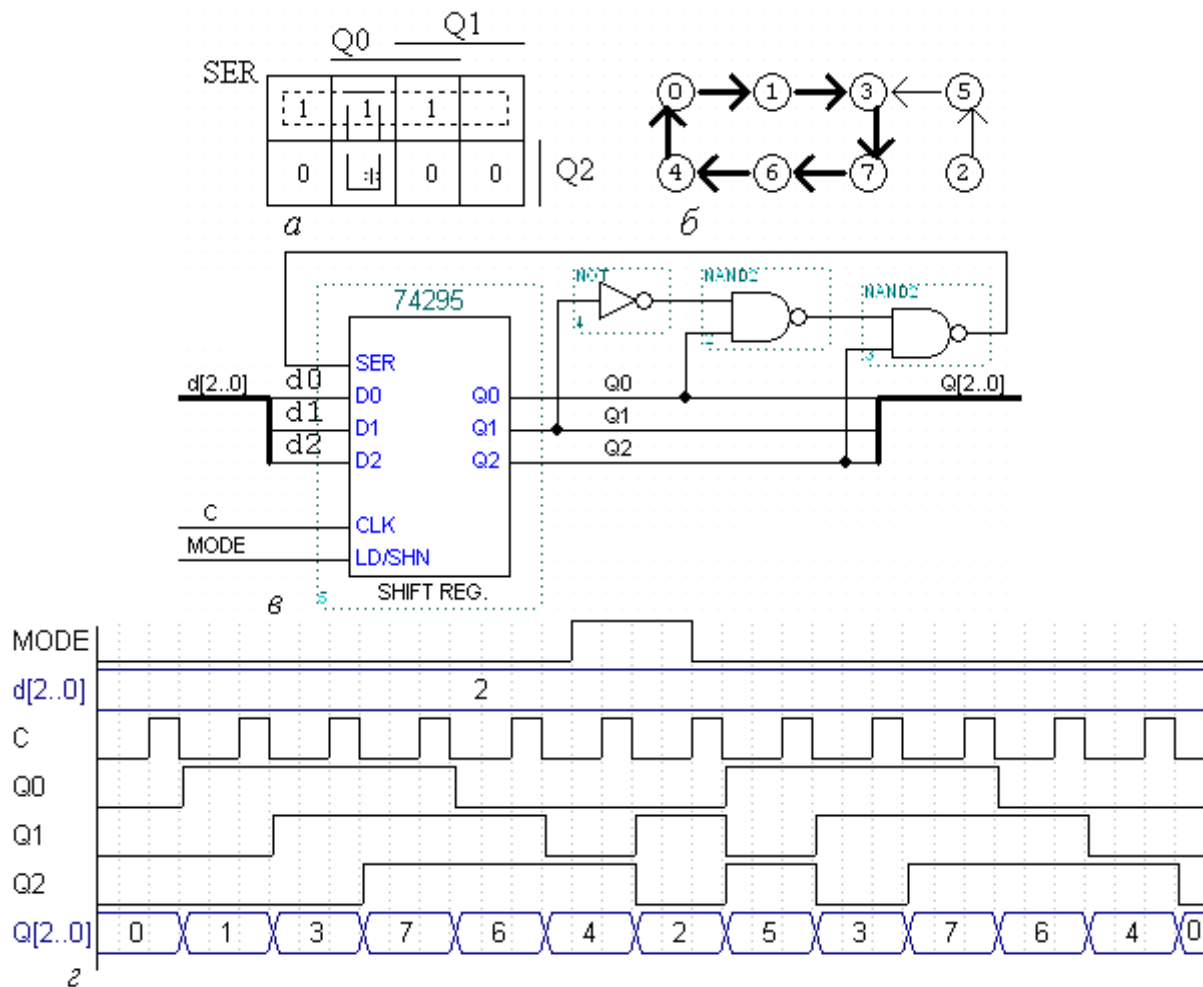 Q1
Q0
SER
1 1 1
0 0 0
Q2
а
0 1 3 5
4 6 7 2
б
NOT
4
NAND2
NAND2
3
74295
SER
d[2..0]
d0
D0
Q0
Q0
Q[2..0]
d1
D1
Q1
Q1
d2
D2
Q2
Q2
C
CLK
MODE
LD/SHN
5
SHIFT REG.
в
MODE
d[2..0] 2
C
Q0
Q1
Q2
Q[2..0] 0 1 3 7 6 4 2 5 3 7 6 4 0
г